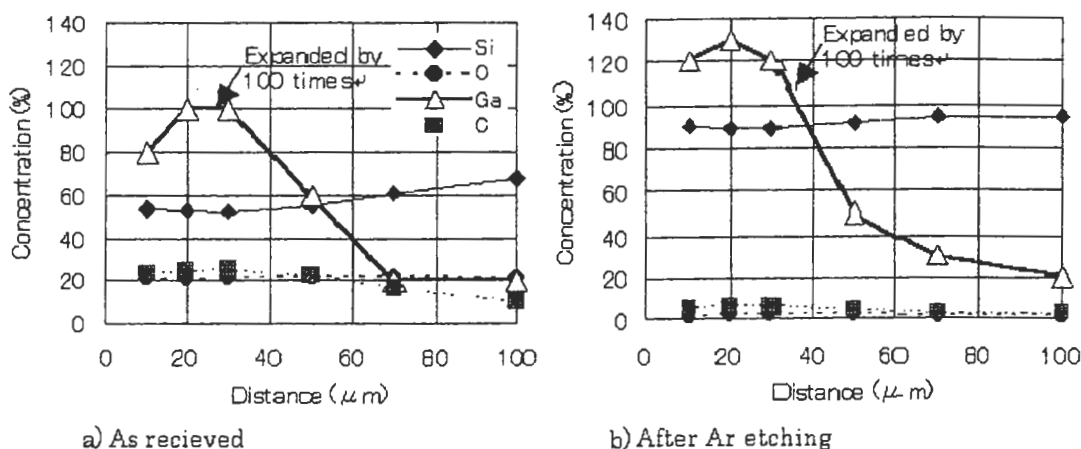 140
120
100
80
60
40
20
0
Concentration (%)
Expanded by
100 times↵
Si
O
Ga
C
0 20 40 60 80 100
Distance (μm)
a) As recieved
140
120
100
80
60
40
20
0
Concentration (%)
Expanded by
100 times↵
0 20 40 60 80 100
Distance (μm)
b) After Ar etching